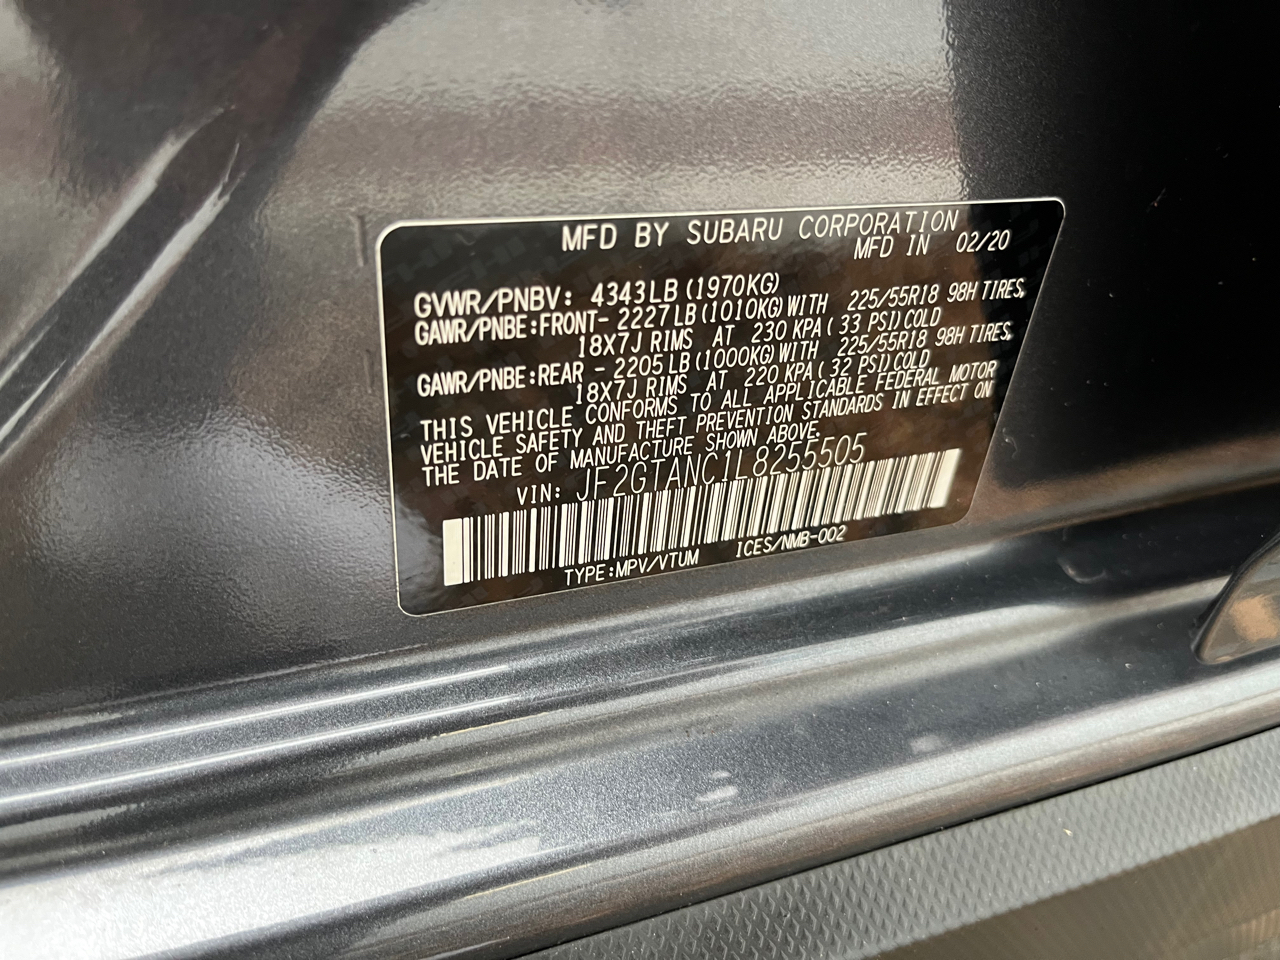 MFD BY SUBARU CORPORATION
MFD IN 02/20
GVWR/PNBV: 4343LB (1970KG)
GAWR/PNBE:FRONT- 2227LB(1010KG)WITH 225/55R18 98H TIRES,
18X7J RIMS AT 230 KPA(33 PSI)COLD
GAWR/PNBE:REAR - 2205LB(1000KG)WITH 225/55R18 98H TIRES,
18X7J RIMS AT 220 KPA(32 PSI)COLD
THIS VEHICLE CONFORMS TO ALL APPLICABLE FEDERAL MOTOR
VEHICLE SAFETY AND THEFT PREVENTION STANDARDS IN EFFECT ON
THE DATE OF MANUFACTURE SHOWN ABOVE.
VIN: JF2GTANC1L8255505
TYPE:MPV/VTUM ICES/NMB-002